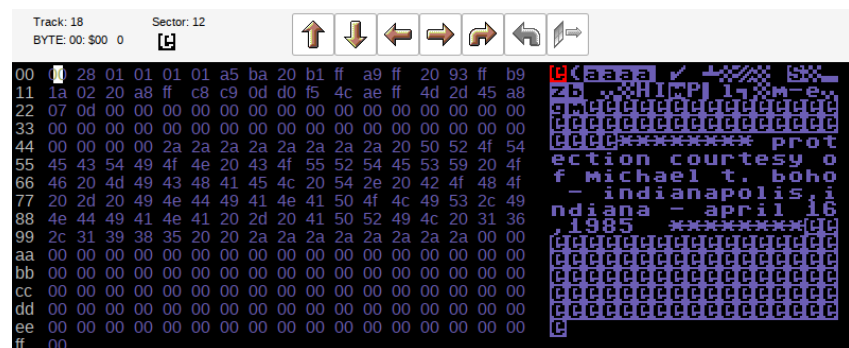 Track: 18 Sector: 12
BYTE: 00: $00 0
00 00 28 01 01 01 01 a5 ba 20 b1 ff a9 ff 20 93 ff b9
11 1a 02 20 a8 ff c8 c9 0d d0 f5 4c ae ff 4d 2d 45 a8
22 07 0d 00 00 00 00 00 00 00 00 00 00 00 00 00 00 00
33 00 00 00 00 00 00 00 00 00 00 00 00 00 00 00 00 00
44 00 00 00 00 2a 2a 2a 2a 2a 2a 2a 2a 20 50 52 4f 54 ******** prot
55 45 43 54 49 4f 4e 20 43 4f 55 52 54 45 53 59 20 4f ection courtesy o
66 46 20 4d 49 43 48 41 45 4c 20 54 2e 20 42 4f 48 4f f michael t. boho
77 20 2d 20 49 4e 44 49 41 4e 41 50 4f 4c 49 53 2c 49 - indianapolis,i
88 4e 44 49 41 4e 41 20 2d 20 41 50 52 49 4c 20 31 36 ndiana - april 16
99 2c 31 39 38 35 20 20 2a 2a 2a 2a 2a 2a 2a 2a 00 00 ,1985 ********
aa 00 00 00 00 00 00 00 00 00 00 00 00 00 00 00 00 00
bb 00 00 00 00 00 00 00 00 00 00 00 00 00 00 00 00 00
cc 00 00 00 00 00 00 00 00 00 00 00 00 00 00 00 00 00
dd 00 00 00 00 00 00 00 00 00 00 00 00 00 00 00 00 00
ee 00 00 00 00 00 00 00 00 00 00 00 00 00 00 00 00 00
ff 00